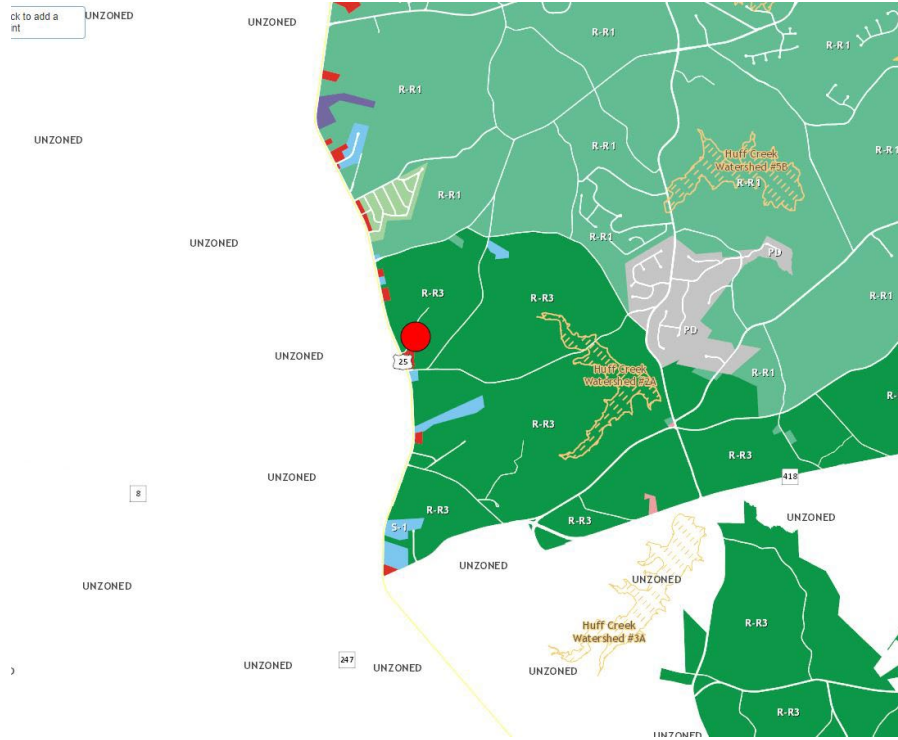 ck to add a
int
UNZONED
UNZONED
R-R1
R-R1
R-R1
UNZONED
R-R1
R-R1
Huff Creek
Watershed #5B
R-R1
R-R1
UNZONED
R-R1
PD
R-R3
R-R3
R-R1
PD
UNZONED
25
Huff Creek
Watershed #2A
R-R1
R-
R-R3
R-R3
UNZONED
418
8
R-R3
R-R3
UNZONED
S-1
UNZONED
UNZONED
UNZONED
R-R3
Huff Creek
Watershed #3A
UNZONED
247
UNZONED
UNZONED
R-R3
UNZONED